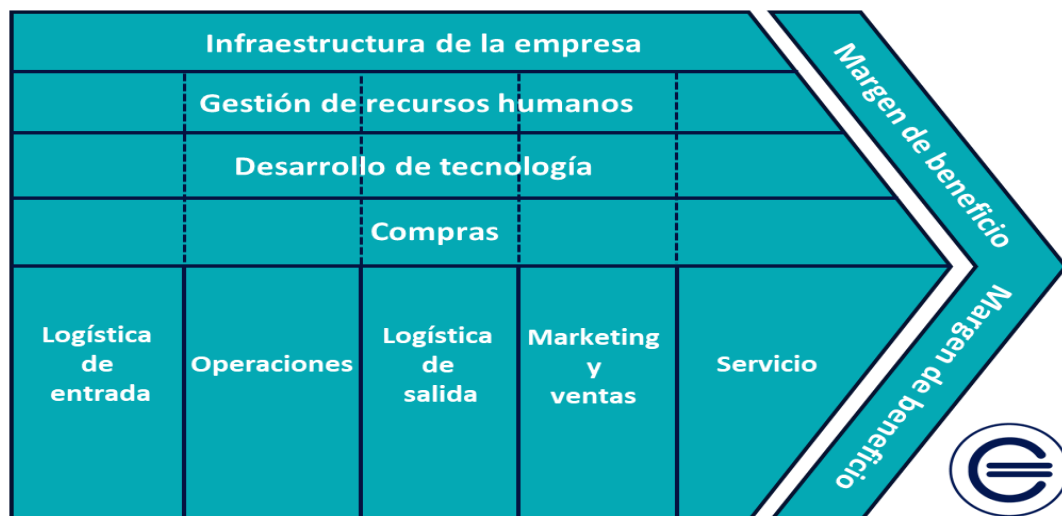 Infraestructura de la empresa
Gestión de recursos humanos
Desarrollo de tecnología
Compras
Logística
de
entrada
Operaciones
Logística
de
salida
Marketing
y
ventas
Servicio
Margen de beneficio
Margen de beneficio